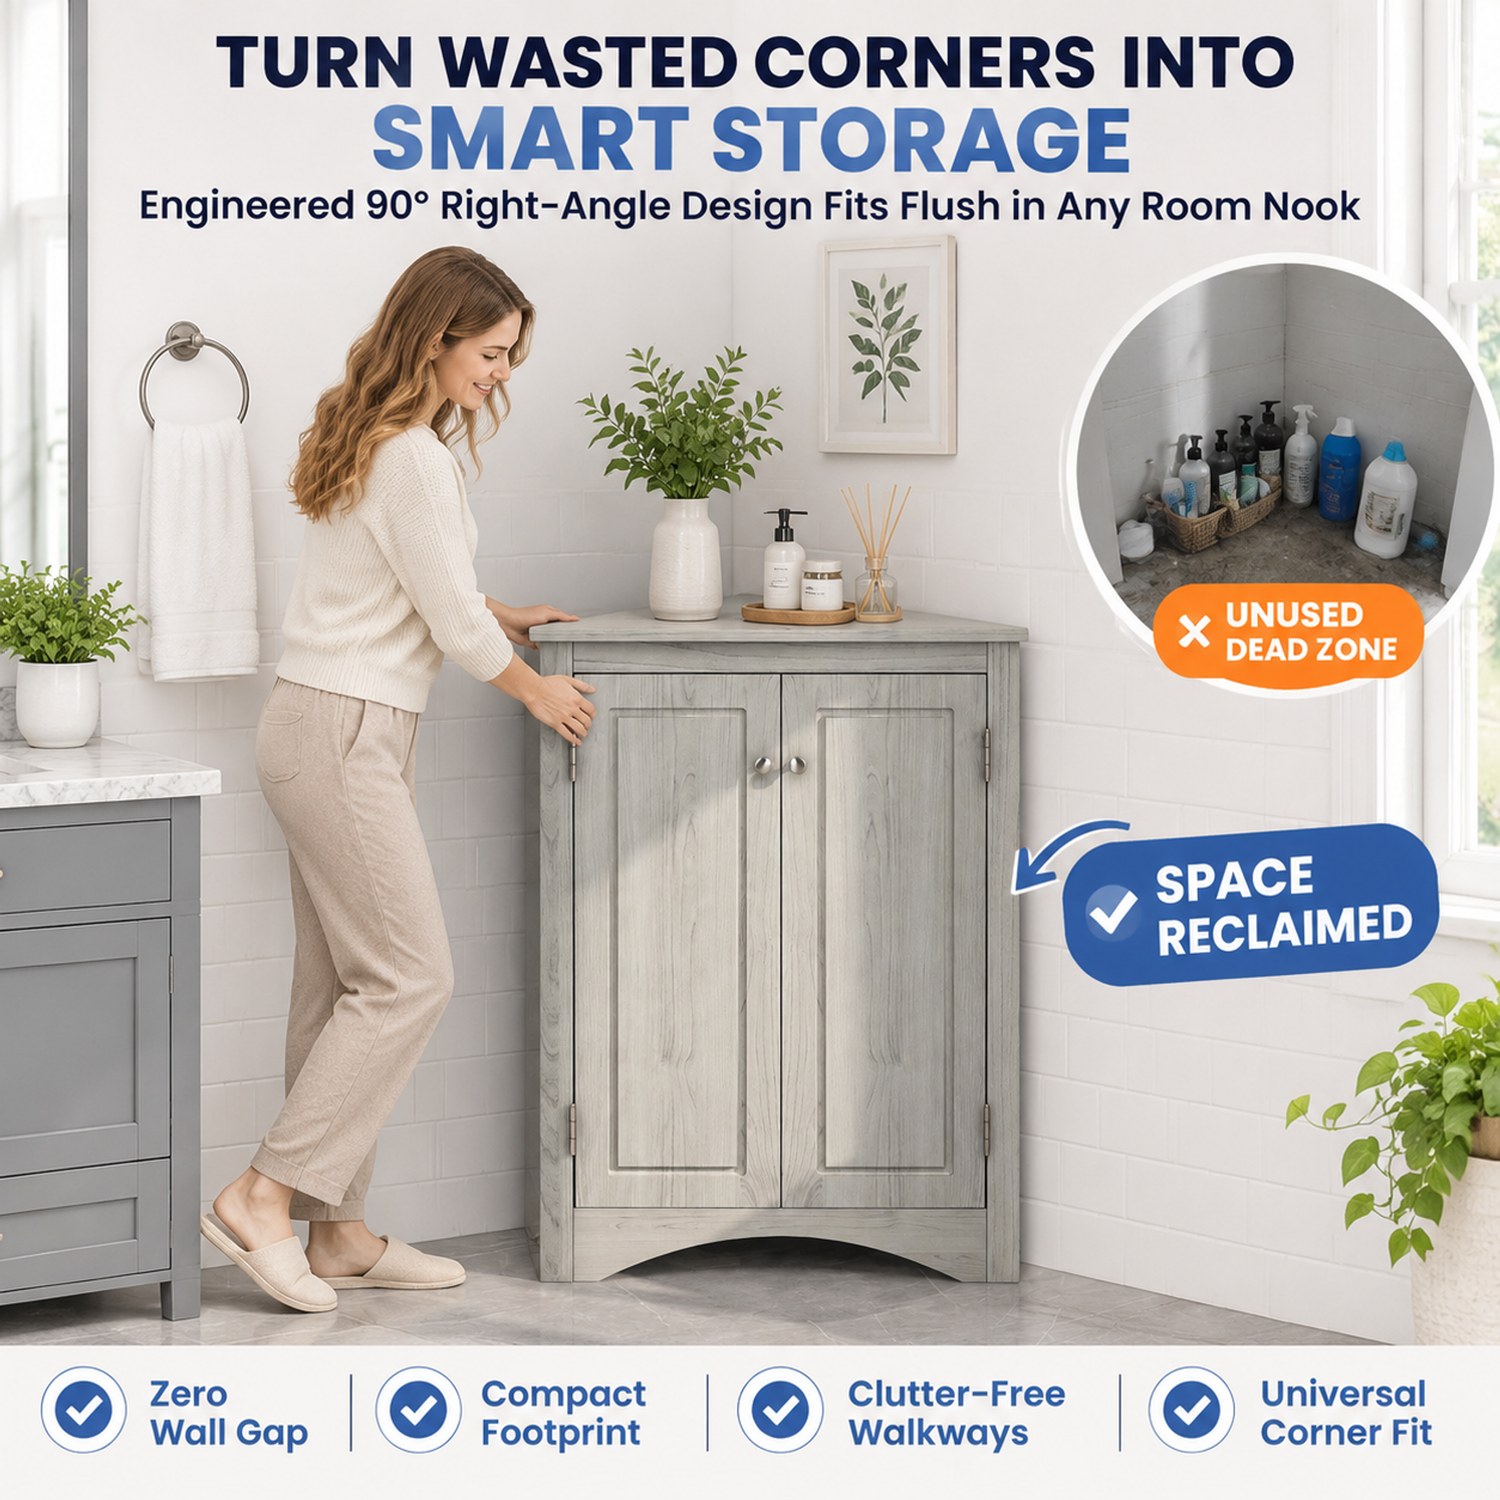 TURN WASTED CORNERS INTO
SMART STORAGE
Engineered 90° Right-Angle Design Fits Flush in Any Room Nook
UNUSED
DEAD ZONE
SPACE
RECLAIMED
Zero
Wall Gap
Compact
Footprint
Clutter-Free
Walkways
Universal
Corner Fit